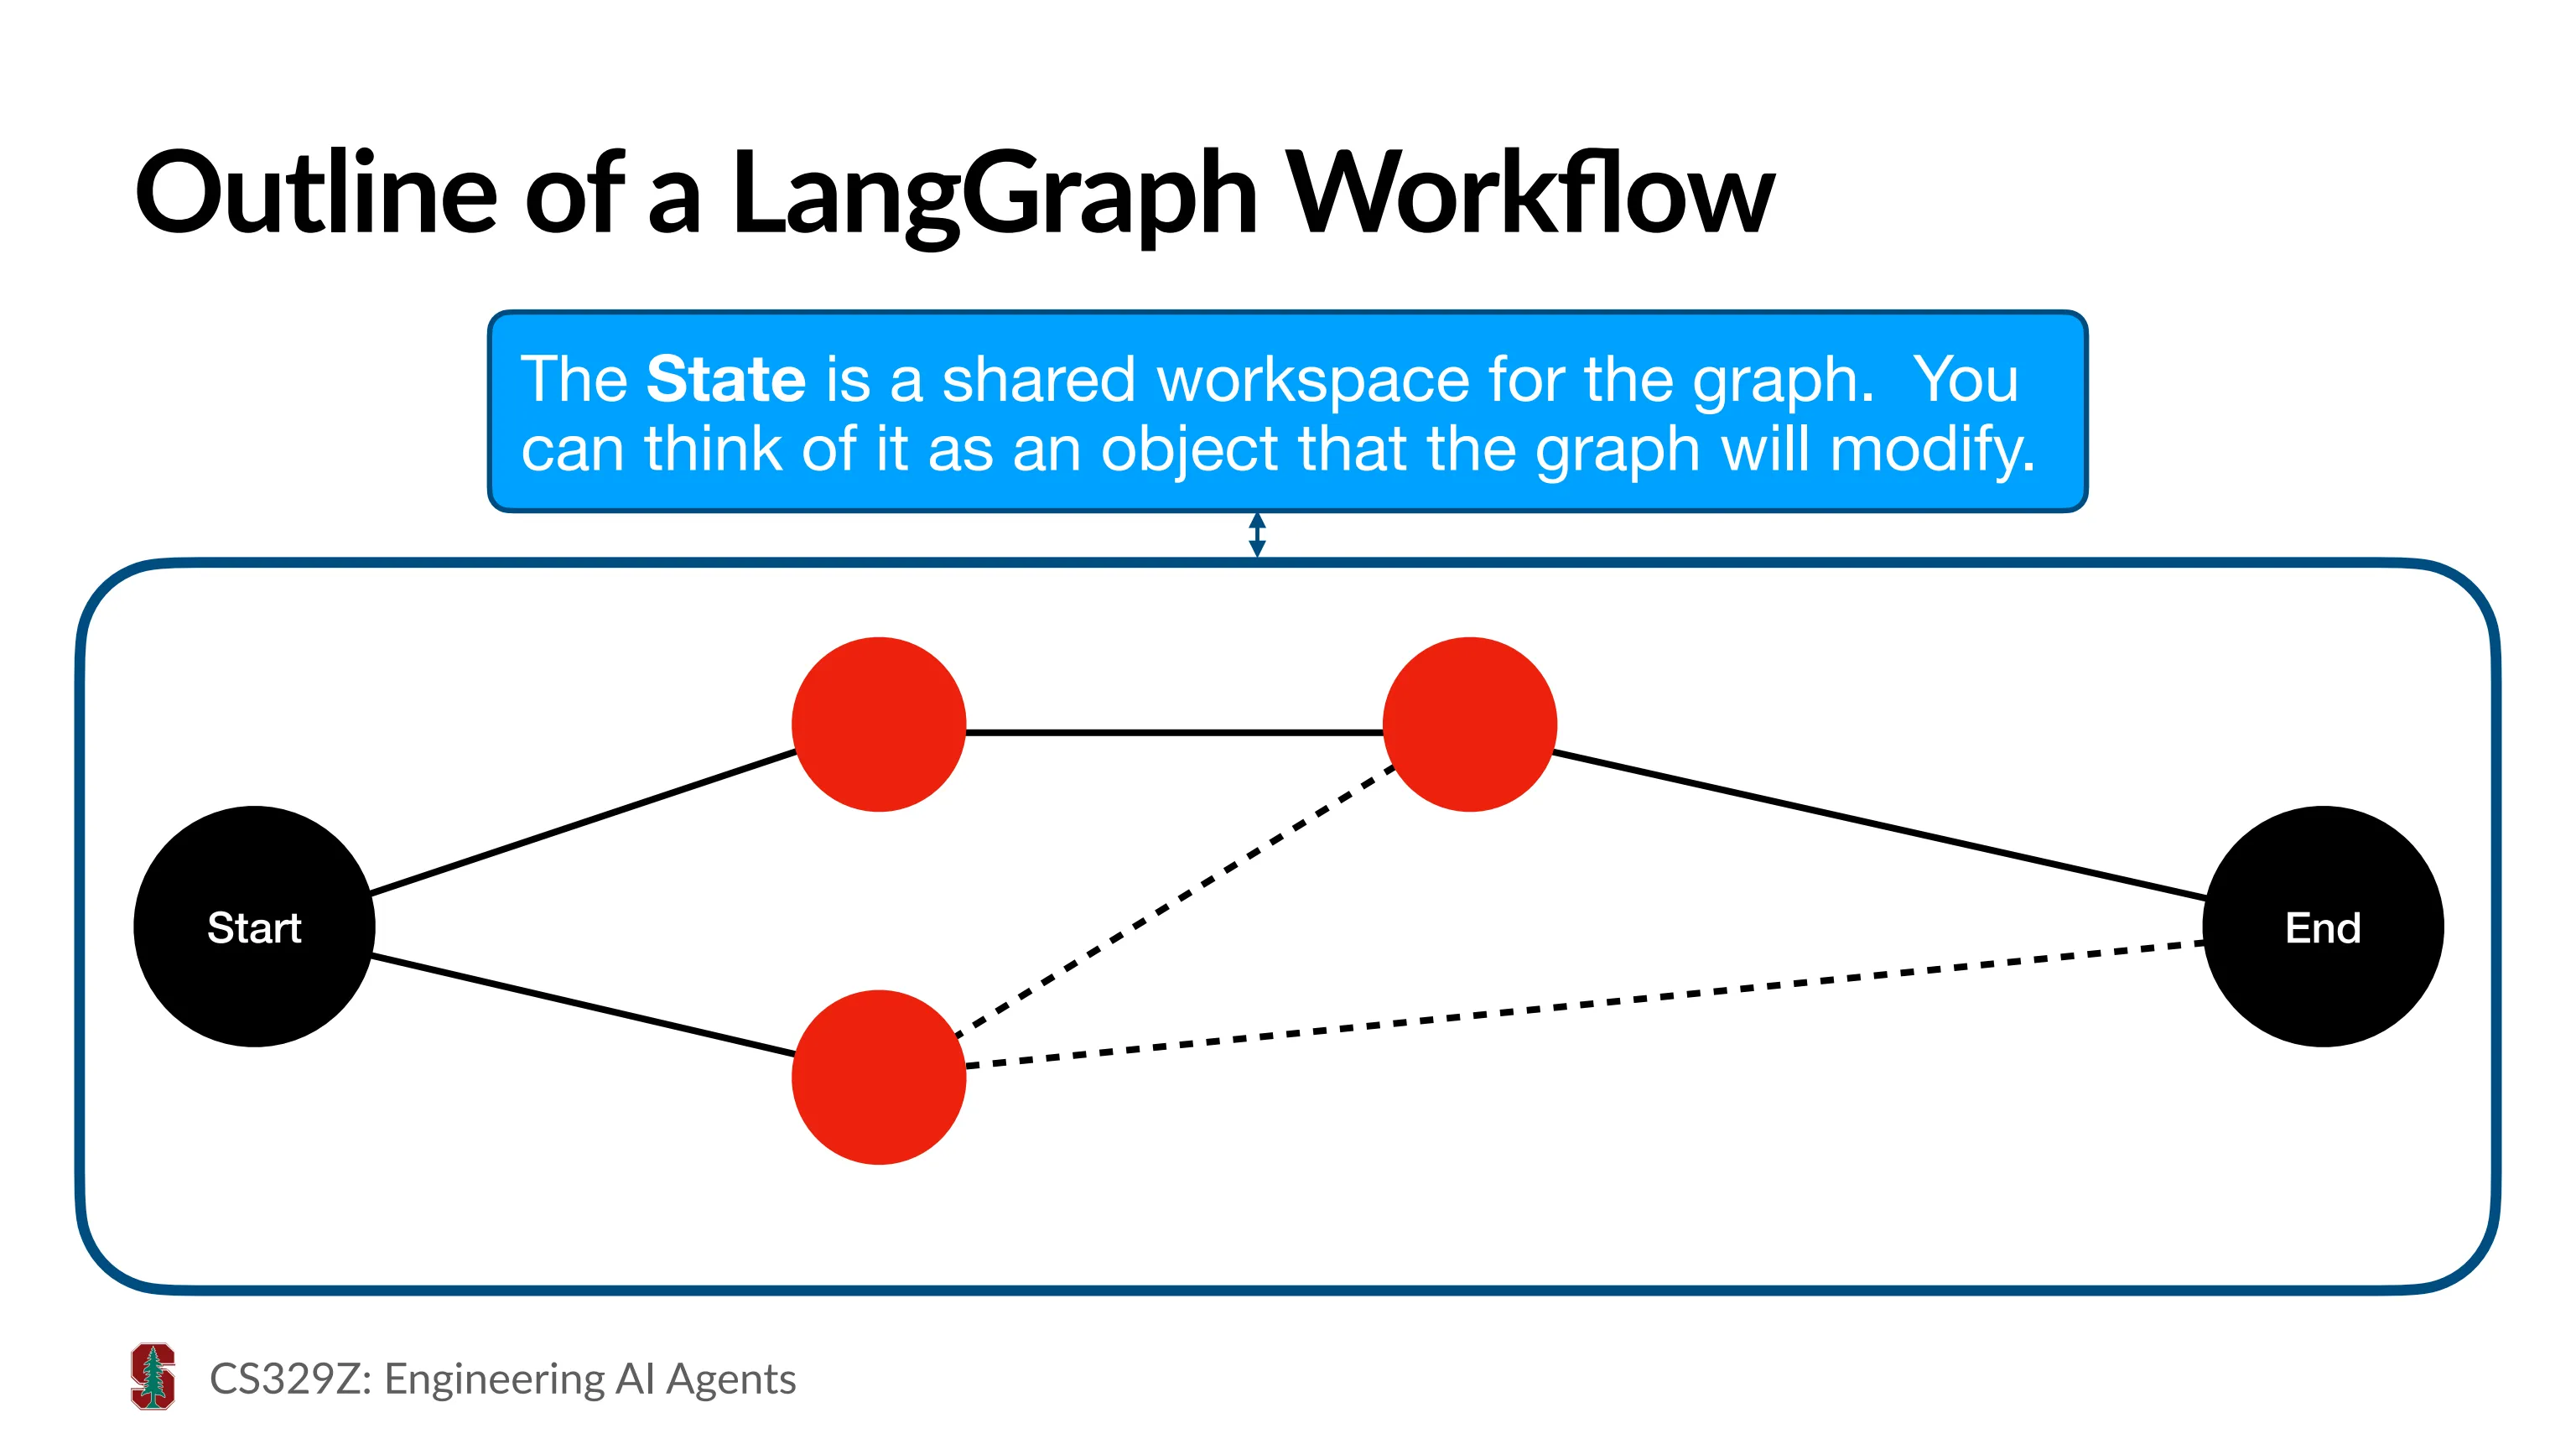 Outline of a LangGraph Workflow
The State is a shared workspace for the graph.  You
can think of it as an object that the graph will modify.
Start
End
CS329Z: Engineering AI Agents